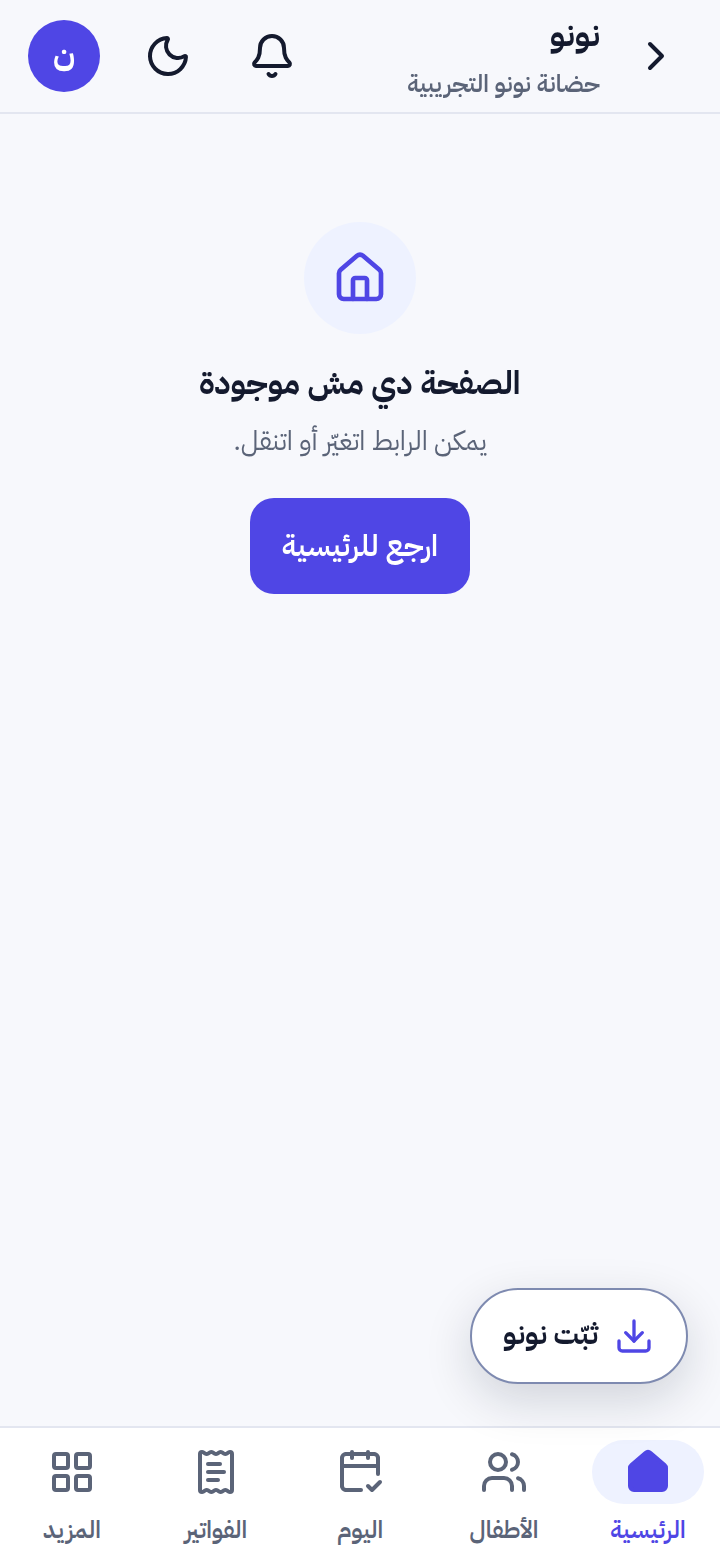 نونو
حضانة نونو التجريبية
ن
الصفحة دي مش موجودة
يمكن الرابط اتغيّر أو اتنقل.
ارجع للرئيسية
ثبّت نونو
الرئيسية
الأطفال
اليوم
الفواتير
المزيد